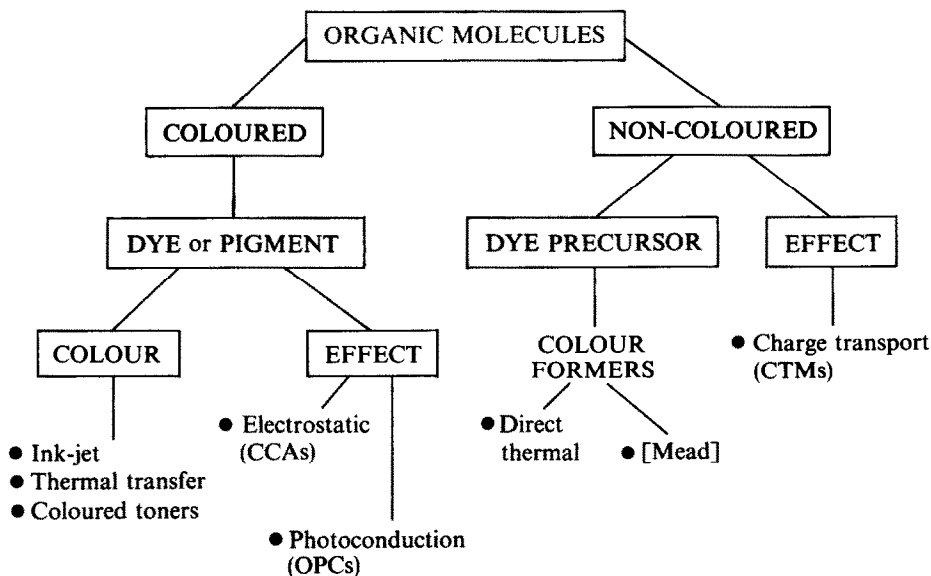 ORGANIC MOLECULES
COLOURED
NON-COLOURED
DYE or PIGMENT
DYE PRECURSOR
EFFECT
COLOUR
EFFECT
COLOUR
FORMERS
● Charge transport
(CTMs)
● Ink-jet
● Thermal transfer
● Coloured toners
● Electrostatic
(CCAs)
● Photoconduction
(OPCs)
● Direct
thermal
● [Mead]